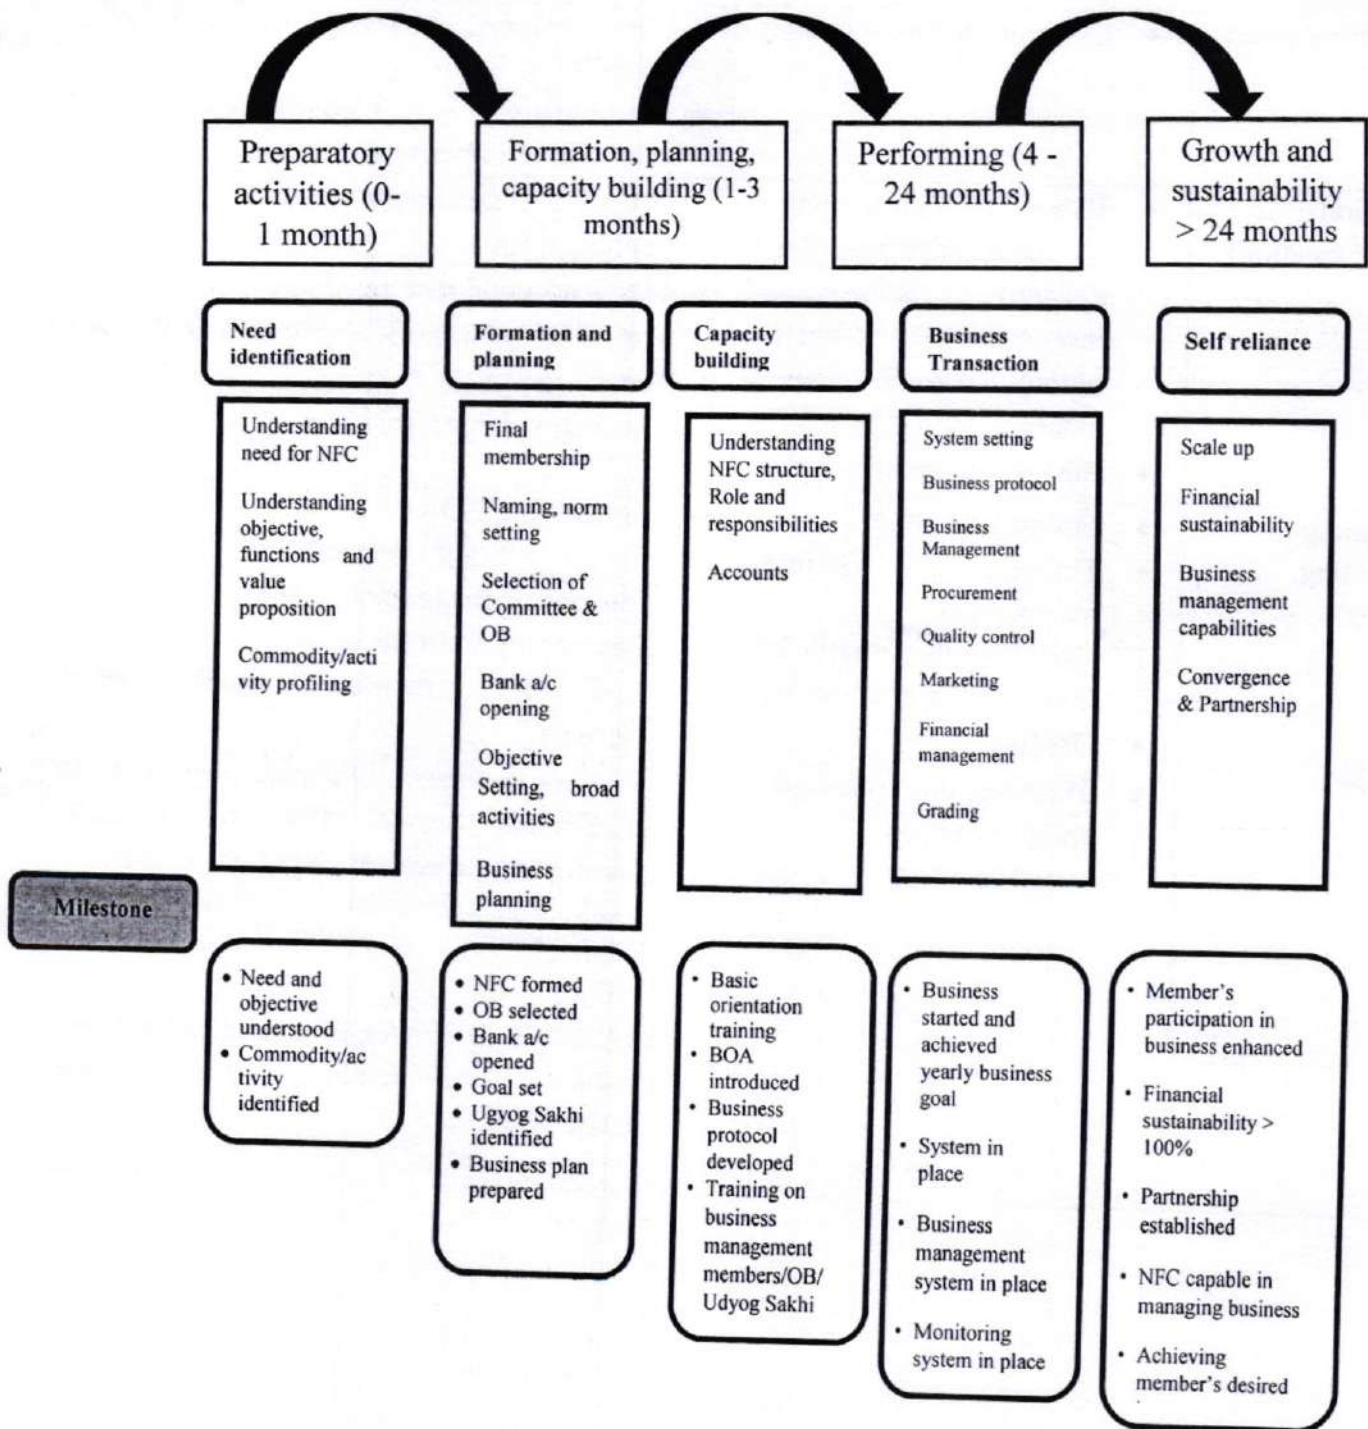 Preparatory
activities (0-
1 month)
Formation, planning,
capacity building (1-3
months)
Performing (4 -
24 months)
Growth and
sustainability
> 24 months
Need
identification
Formation and
planning
Capacity
building
Business
Transaction
Self reliance
Understanding
need for NFC
Understanding
objective,
functions and
value
proposition
Commodity/acti
vity profiling
Final
membership
Naming, norm
setting
Selection of
Committee &
OB
Bank a/c
opening
Objective
Setting, broad
activities
Business
planning
Understanding
NFC structure,
Role and
responsibilities
Accounts
System setting
Business protocol
Business
Management
Procurement
Quality control
Marketing
Financial
management
Grading
Scale up
Financial
sustainability
Business
management
capabilities
Convergence
& Partnership
Milestone
• Need and
objective
understood
• Commodity/ac
tivity
identified
• NFC formed
• OB selected
• Bank a/c
opened
• Goal set
• Ugyog Sakhi
identified
• Business plan
prepared
• Basic
orientation
training
• BOA
introduced
• Business
protocol
developed
• Training on
business
management
members/OB/
Udyog Sakhi
• Business
started and
achieved
yearly business
goal
• System in
place
• Business
management
system in place
• Monitoring
system in place
• Member's
participation in
business enhanced
• Financial
sustainability >
100%
• Partnership
established
• NFC capable in
managing business
• Achieving
member's desired